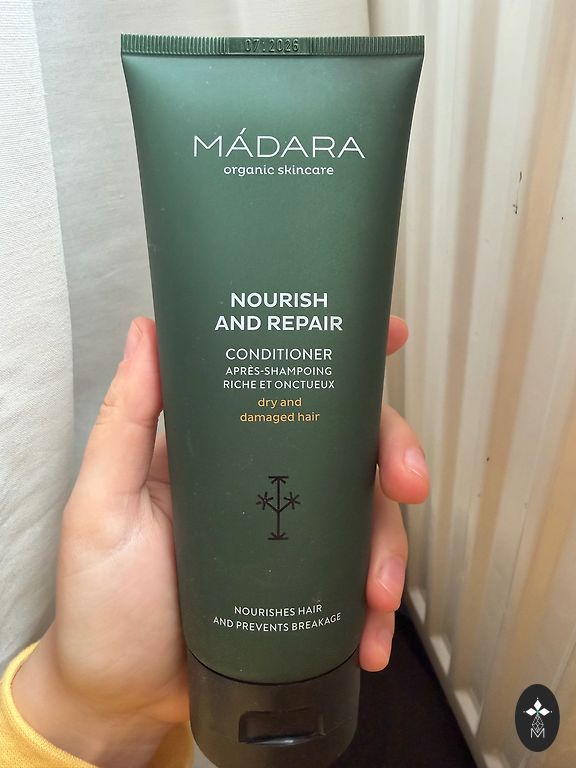 07:2026
MÁDARA
organic skincare
NOURISH
AND REPAIR
CONDITIONER
APRÈS-SHAMPOING
RICHE ET ONCTUEUX
dry and
damaged hair
NOURISHES HAIR
AND PREVENTS BREAKAGE
M